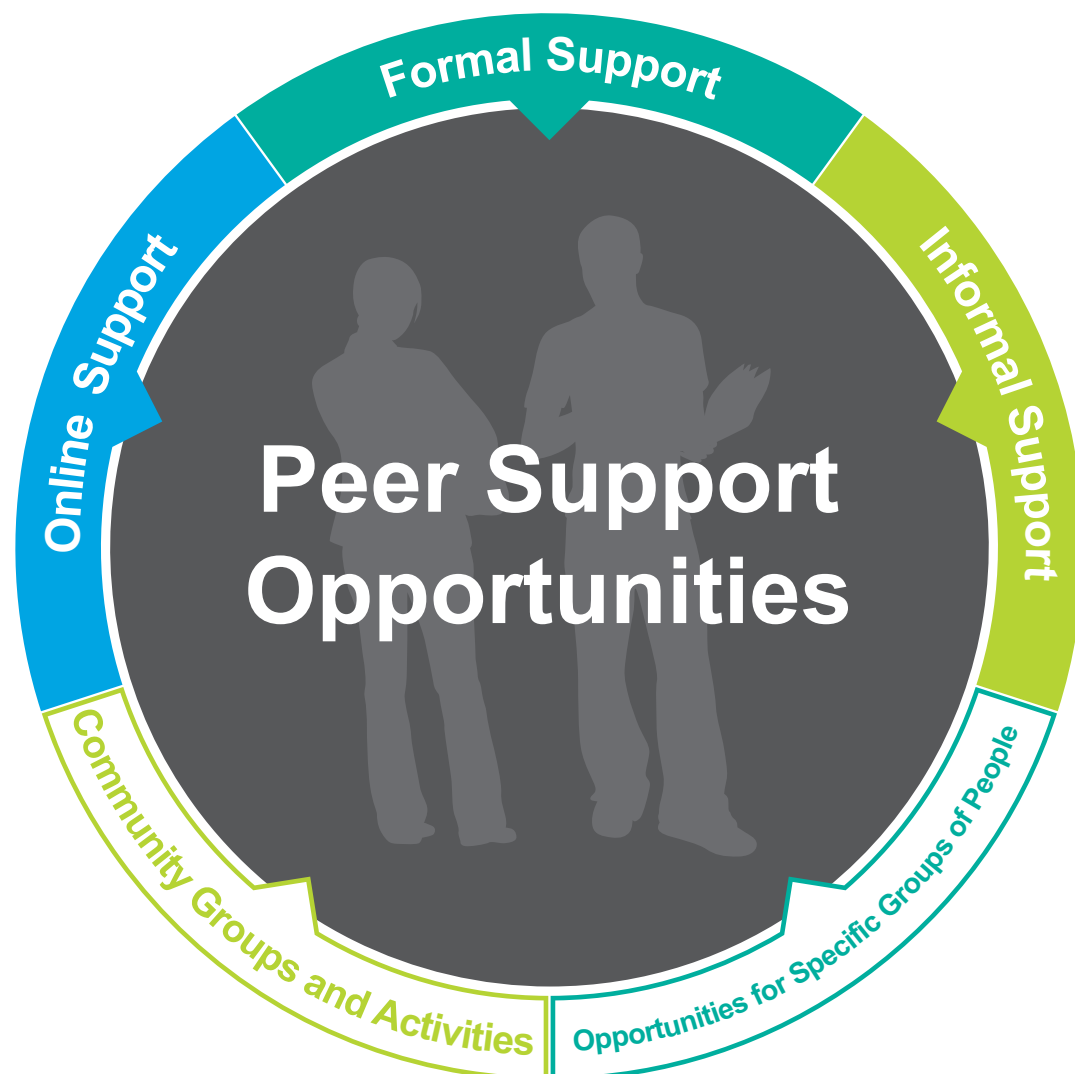 Formal Support
Informal Support
Opportunities for Specific Groups of People
Community Groups and Activities
Online Support
Peer Support
Opportunities